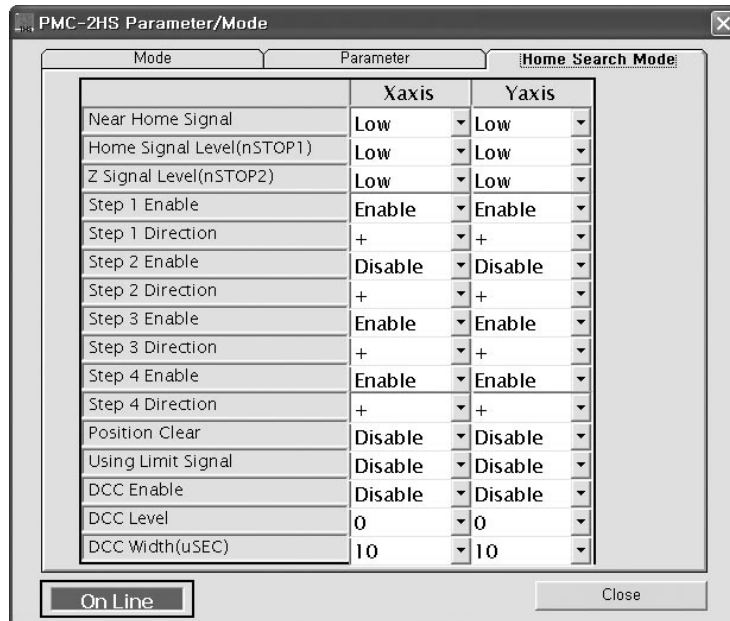 PMC-2HS Parameter/Mode
Mode Parameter Home Search Mode
Xaxis Yaxis
Near Home Signal Low Low
Home Signal Level(nSTOP1) Low Low
Z Signal Level(nSTOP2) Low Low
Step 1 Enable Enable Enable
Step 1 Direction + +
Step 2 Enable Disable Disable
Step 2 Direction + +
Step 3 Enable Enable Enable
Step 3 Direction + +
Step 4 Enable Enable Enable
Step 4 Direction + +
Position Clear Disable Disable
Using Limit Signal Disable Disable
DCC Enable Disable Disable
DCC Level 0 0
DCC Width(uSEC) 10 10
On Line Close